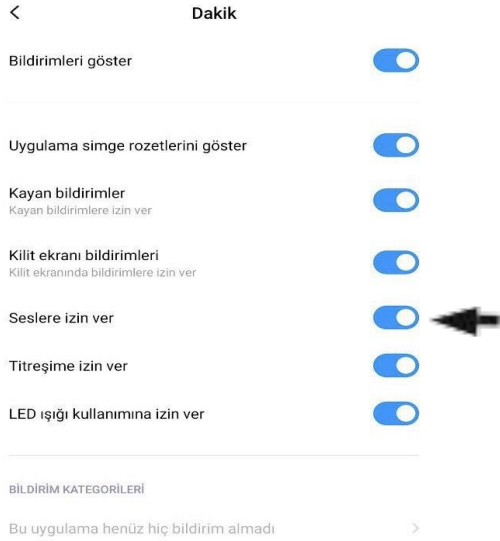 Dakik
Bildirimleri göster
Uygulama simge rozetlerini göster
Kayan bildirimler
Kayan bildirimlere izin ver
Kilit ekranı bildirimleri
Kilit ekranında bildirimlere izin ver
Seslere izin ver
Titreşime izin ver
LED ışığı kullanımına izin ver
BİLDİRİM KATEGORİLERİ
Bu uygulama henüz hiç bildirim almadı